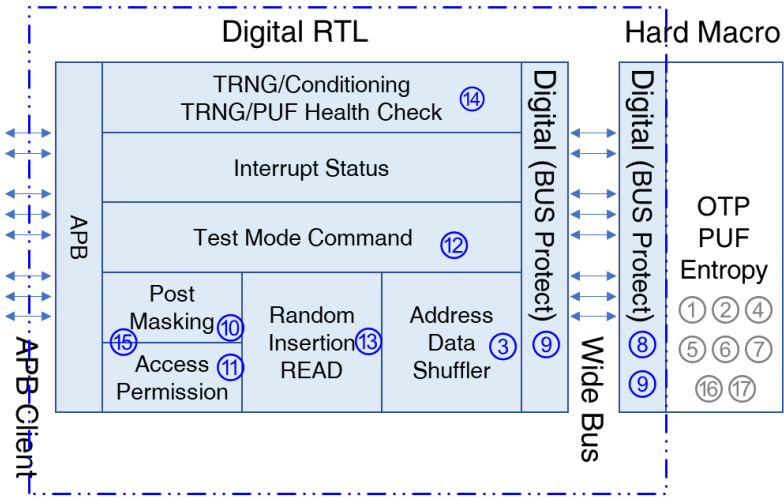 Digital RTL
Hard Macro
TRNG/Conditioning
TRNG/PUF Health Check
⑭
Interrupt Status
Test Mode Command
⑫
APB
Post
Masking
⑩
⑮
Access
⑪
Permission
Random
Insertion
⑬
READ
Address
Data
③
Shuffler
Digital (BUS Protect)
⑨
Digital (BUS Protect)
⑧
⑨
OTP
PUF
Entropy
① ② ④
⑤ ⑥ ⑦
⑯ ⑰
APB Client
Wide Bus